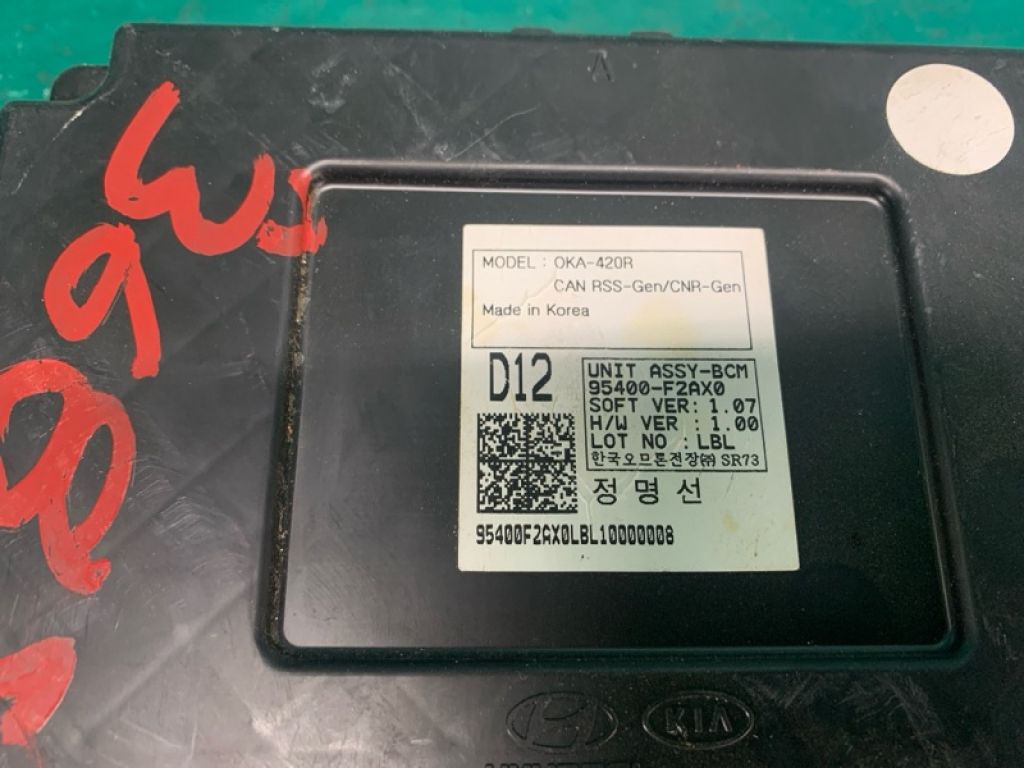 MODEL : OKA-420R
CAN RSS-Gen/CNR-Gen
Made in Korea
D12
UNIT ASSY-BCM
95400-F2AX0
SOFT VER: 1.07
H/W VER : 1.00
LOT NO : LBL
한국오므론전장㈜ SR73
정명선
95400F2AX0LBL10000008
KIA